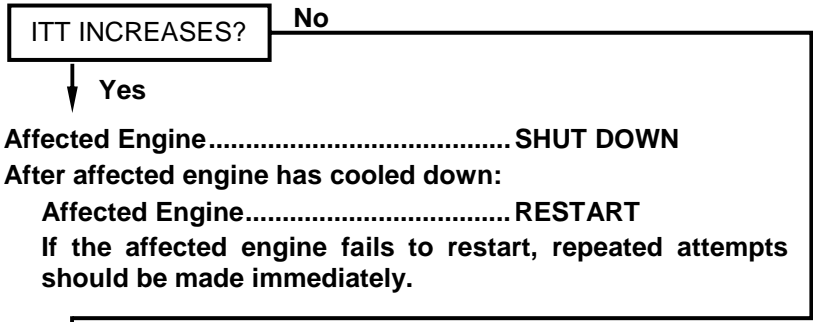 ITT INCREASES? No
Yes
Affected Engine......................................... SHUT DOWN
After affected engine has cooled down:
Affected Engine.................................... RESTART
If the affected engine fails to restart, repeated attempts
should be made immediately.